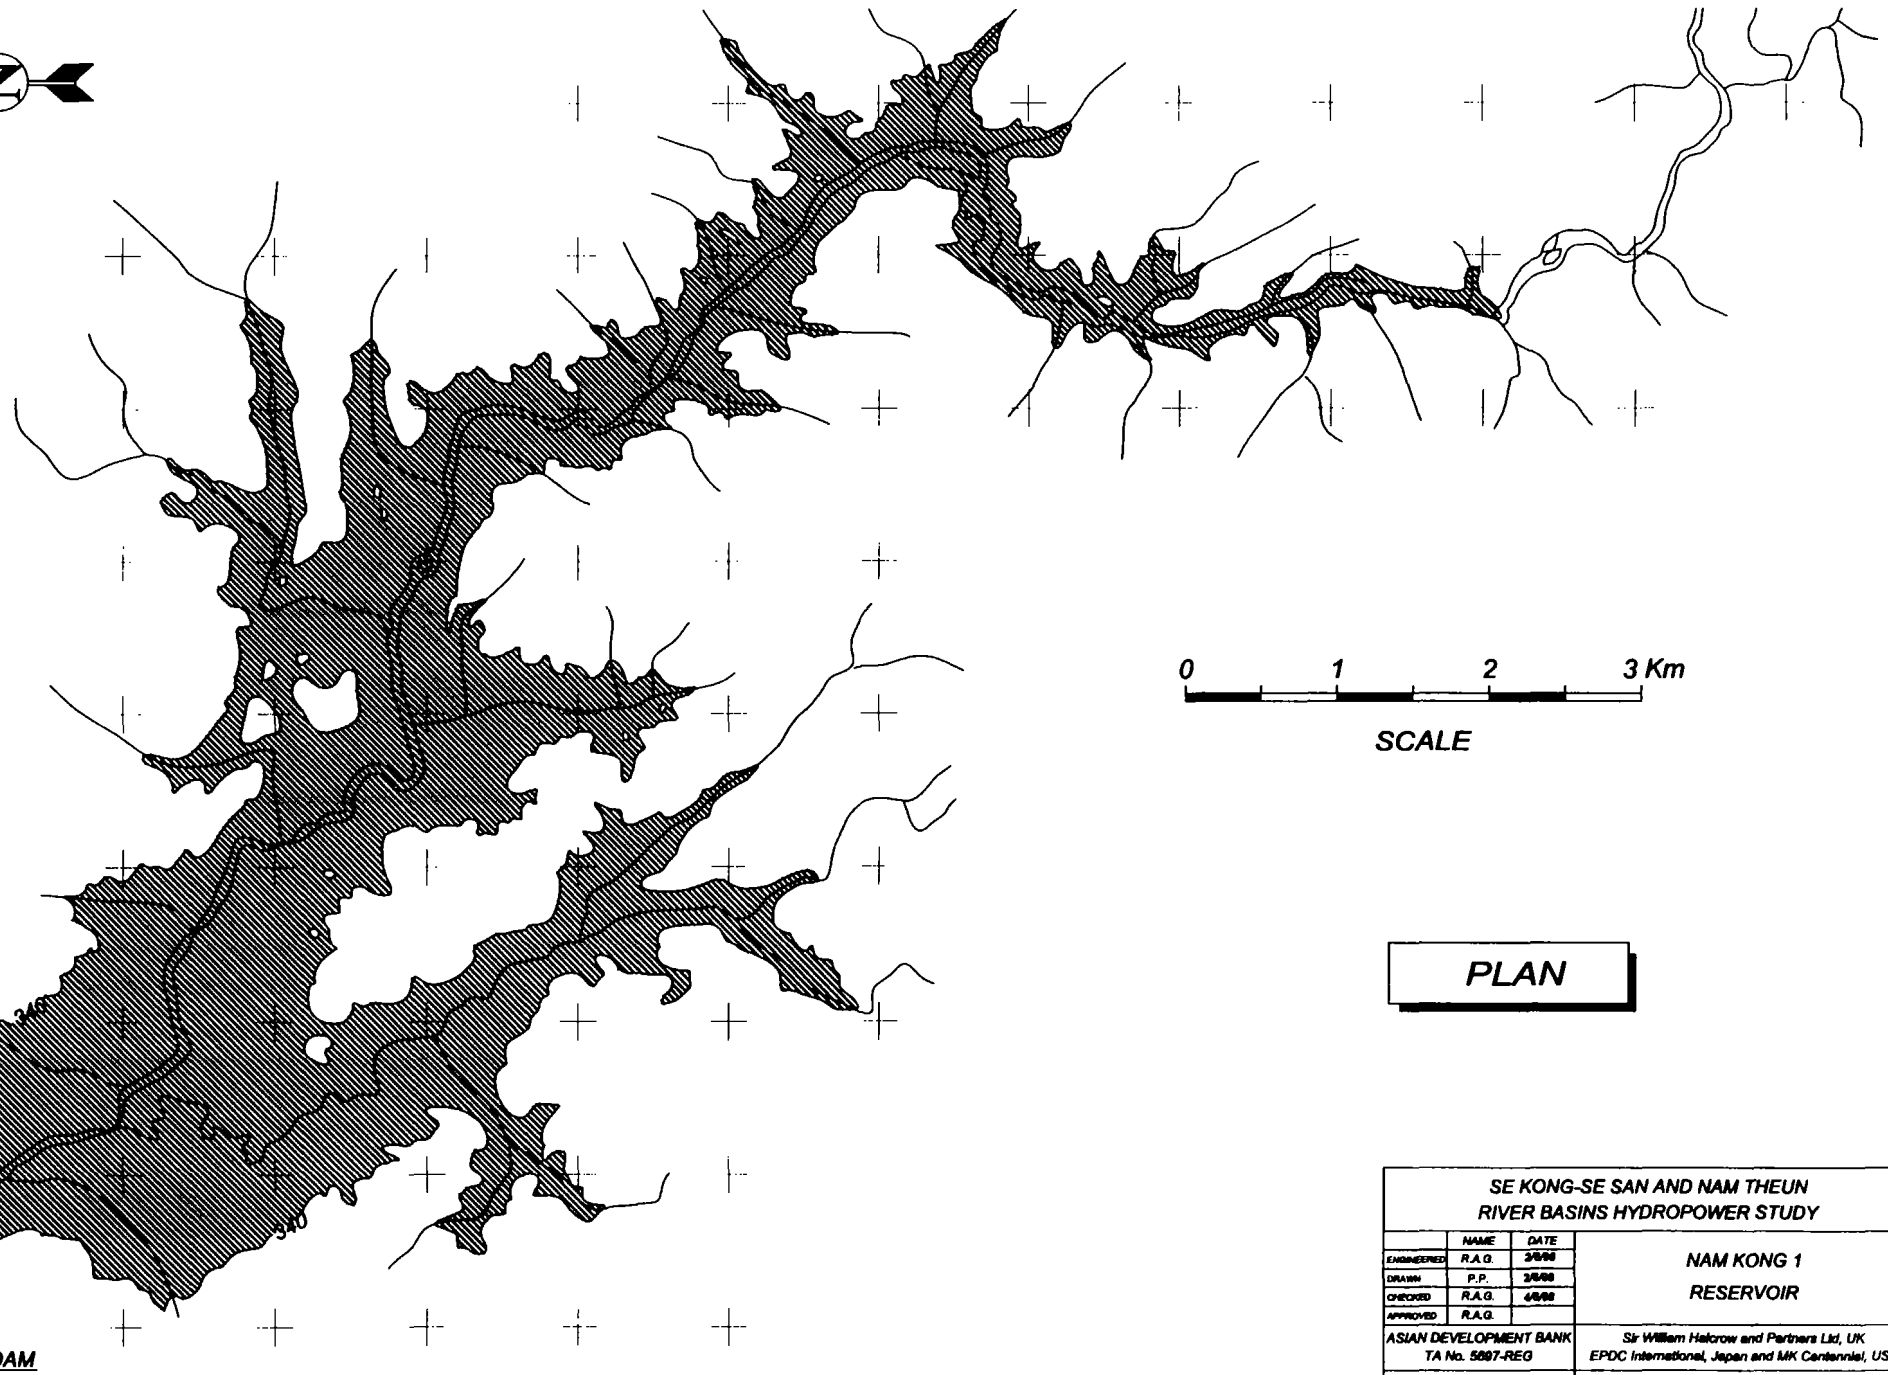 N
0 1 2 3 Km
SCALE
PLAN
340
340
DAM
SE KONG-SE SAN AND NAM THEUN
RIVER BASINS HYDROPOWER STUDY
NAME DATE
ENGINEERED R.A.G.
DRAWN P.P.
CHECKED R.A.G.
APPROVED R.A.G.
NAM KONG 1
RESERVOIR
ASIAN DEVELOPMENT BANK
TA No. 5697-REG
Sir William Halcrow and Partners Ltd, UK
EPDC International, Japan and MK Centennial, US